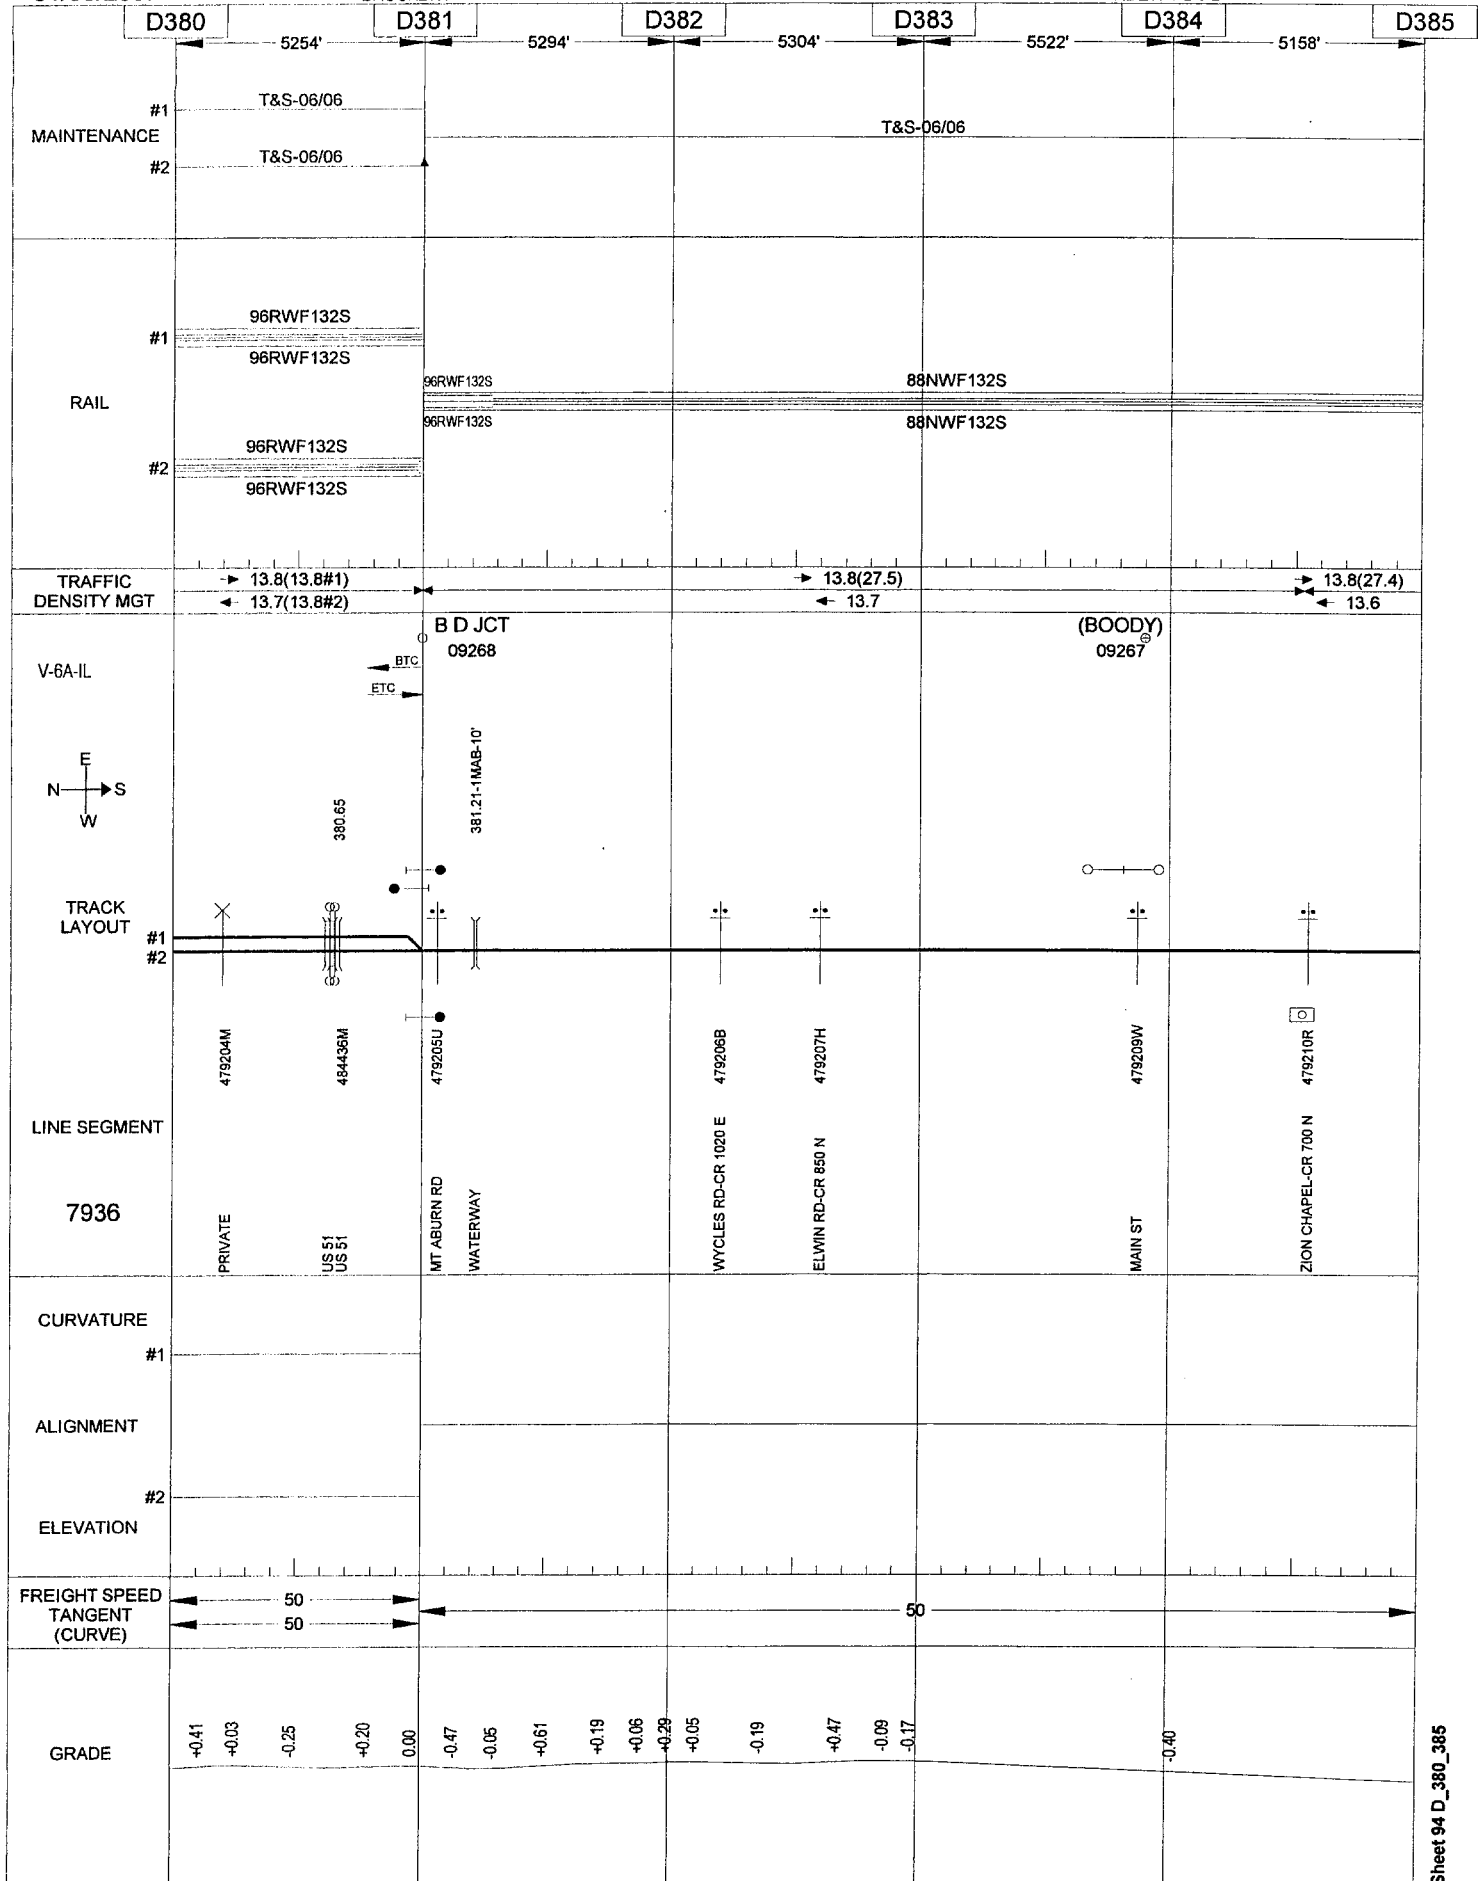 D380 D381 D382 D383 D384 D385
5254' 5294' 5304' 5522' 5158'
MAINTENANCE
#1 T&S-06/06
T&S-06/06
#2 T&S-06/06
RAIL
#1
96RWF132S
96RWF132S
96RWF132S 88NWF132S
96RWF132S 88NWF132S
#2
96RWF132S
96RWF132S
TRAFFIC
DENSITY MGT
13.8(13.8#1) 13.8(27.5) 13.8(27.4)
13.7(13.8#2) 13.7 13.6
B D JCT
09268
(BOODY)
09267
V-6A-IL
BTC
ETC
E
N S
W
380.65
381.21-1MAB-10'
TRACK
LAYOUT
#1
#2
479204M
484436M
479205U
479206B
479207H
479209W
479210R
LINE SEGMENT
7936
PRIVATE
US 51
US 51
MT ABURN RD
WATERWAY
WYCLES RD-CR 1020 E
ELWIN RD-CR 850 N
MAIN ST
ZION CHAPEL-CR 700 N
CURVATURE
#1
ALIGNMENT
#2
ELEVATION
FREIGHT SPEED
TANGENT
(CURVE)
50
50
50
GRADE
+0.41
+0.03
-0.25
+0.20
0.00
-0.47
-0.05
+0.61
+0.19
+0.06
+0.29
+0.05
-0.19
+0.47
-0.09
-0.17
-0.40
Sheet 94 D_380_385